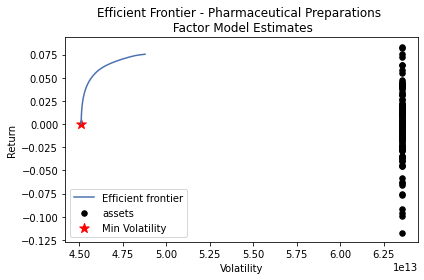 Efficient Frontier - Pharmaceutical Preparations
Factor Model Estimates
Return
0.075
0.050
0.025
0.000
−0.025
−0.050
−0.075
−0.100
−0.125
Efficient frontier
assets
Min Volatility
4.50 4.75 5.00 5.25 5.50 5.75 6.00 6.25
1e13
Volatility